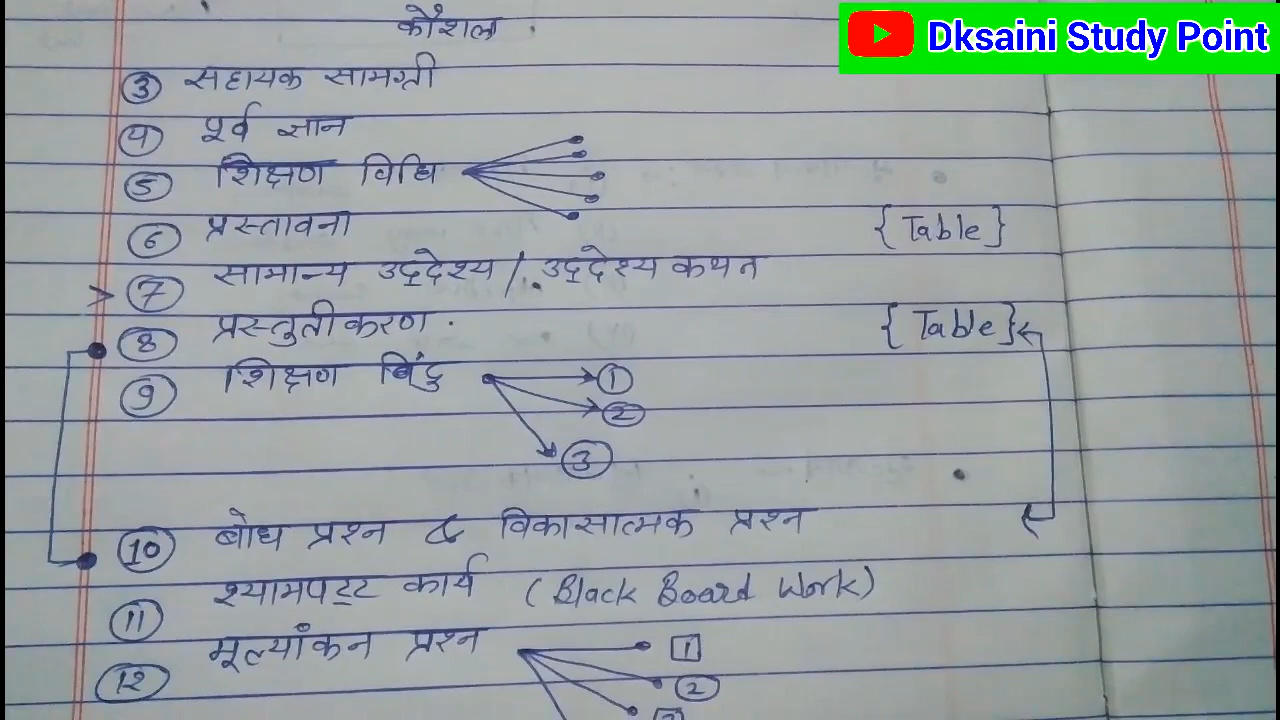 कौशल
Dksaini Study Point
③ सहायक सामग्री
④ पूर्व ज्ञान
⑤ शिक्षण विधि
⑥ प्रस्तावना {Table}
⑦ सामान्य उद्देश्य / उद्देश्य कथन
⑧ प्रस्तुतीकरण. {Table}
⑨ शिक्षण बिंदु ①
②
③
⑩ बोध प्रश्न & विकासात्मक प्रश्न
⑪ श्यामपट्ट कार्य (Black Board Work)
⑫ मूल्यांकन प्रश्न 1
②